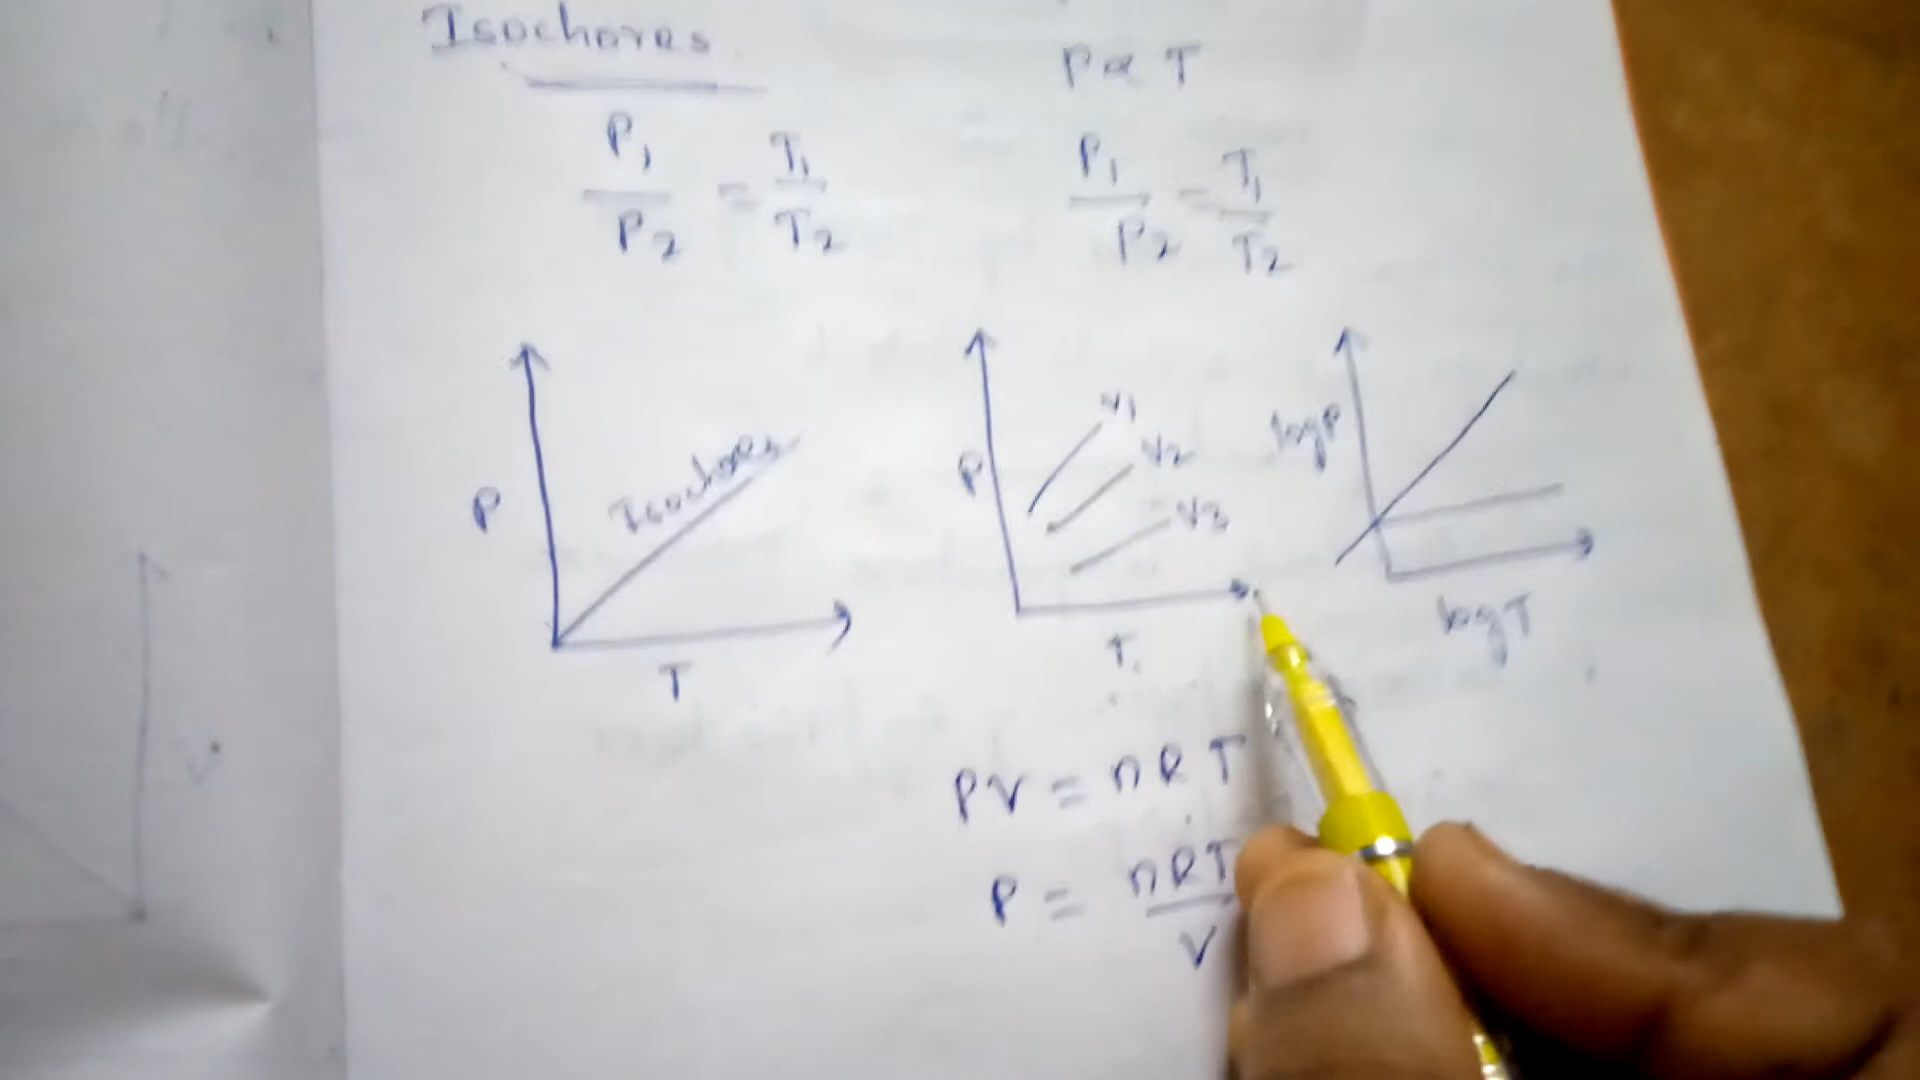 Isochores
P ∝ T
P₁/P₂ = T₁/T₂
P₁/P₂ = T₁/T₂
P
Isochores
T
P
V1
V2
V3
T.
logP
logT
PV = nRT
P = nRT/V
V